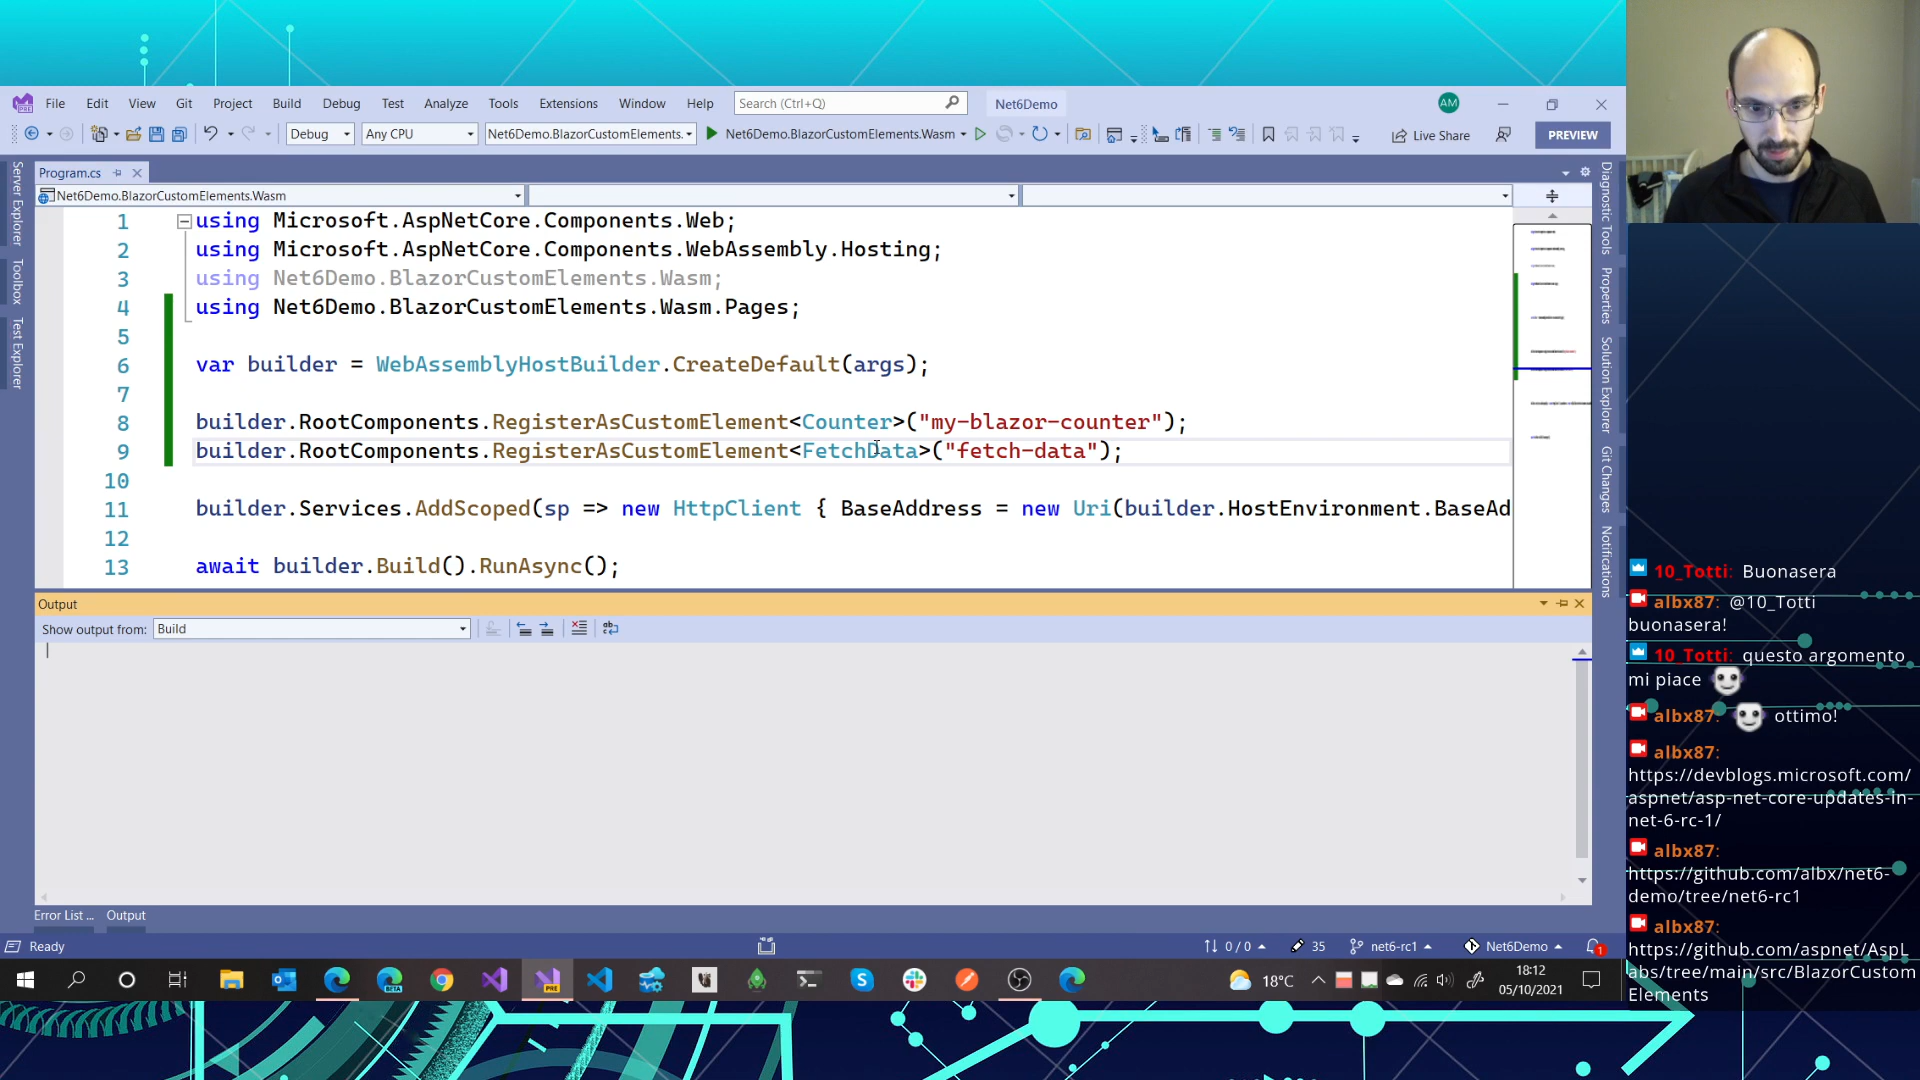 File Edit View Git Project Build Debug Test Analyze Tools Extensions Window Help Search (Ctrl+Q) Net6Demo AM
Debug Any CPU Net6Demo.BlazorCustomElements. Net6Demo.BlazorCustomElements.Wasm Live Share PREVIEW
Program.cs
Net6Demo.BlazorCustomElements.Wasm
Server Explorer
Toolbox
Test Explorer
1 using Microsoft.AspNetCore.Components.Web;
2 using Microsoft.AspNetCore.Components.WebAssembly.Hosting;
3 using Net6Demo.BlazorCustomElements.Wasm;
4 using Net6Demo.BlazorCustomElements.Wasm.Pages;
5
6 var builder = WebAssemblyHostBuilder.CreateDefault(args);
7
8 builder.RootComponents.RegisterAsCustomElement<Counter>("my-blazor-counter");
9 builder.RootComponents.RegisterAsCustomElement<FetchData>("fetch-data");
10
11 builder.Services.AddScoped(sp => new HttpClient { BaseAddress = new Uri(builder.HostEnvironment.BaseAd
12
13 await builder.Build().RunAsync();
Diagnostic Tools
Properties
Solution Explorer
Git Changes
Notifications
Output
Show output from: Build
Error List ... Output
Ready 0 / 0 35 net6-rc1 Net6Demo 1
BETA PRE 18°C 18:12
05/10/2021
10_Totti: Buonasera
albx87: @10_Totti
buonasera!
10_Totti: questo argomento
mi piace
albx87: ottimo!
albx87:
https://devblogs.microsoft.com/
aspnet/asp-net-core-updates-in-
net-6-rc-1/
albx87:
https://github.com/albx/net6-
demo/tree/net6-rc1
albx87:
https://github.com/aspnet/AspL
abs/tree/main/src/BlazorCustom
Elements